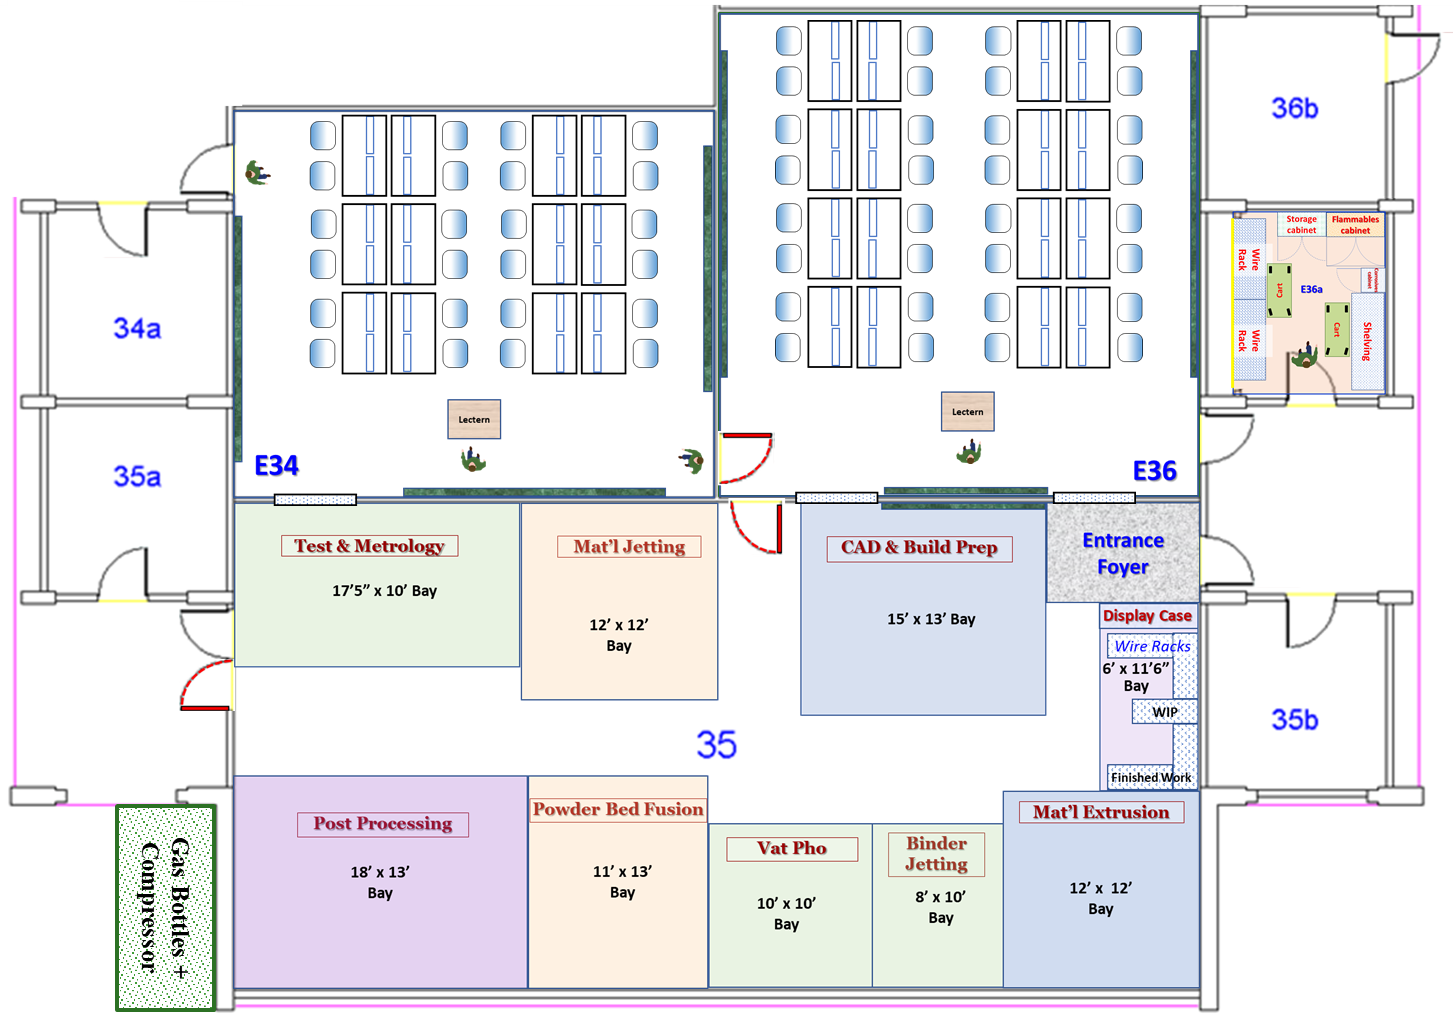 36b
Storage
cabinet
Flammables
cabinet
Wire
Rack
Cart
E36a
Corrosives
cabinet
Wire
Rack
Cart
Shelving
34a
35a
Lectern
E34
Lectern
E36
Test & Metrology
17’5” x 10’ Bay
Mat’l Jetting
12’ x 12’
Bay
CAD & Build Prep
15’ x 13’ Bay
Entrance
Foyer
Display Case
Wire Racks
6’ x 11’6”
Bay
WIP
Finished Work
35b
35
Post Processing
18’ x 13’
Bay
Powder Bed Fusion
11’ x 13’
Bay
Vat Pho
10’ x 10’
Bay
Binder
Jetting
8’ x 10’
Bay
Mat’l Extrusion
12’ x  12’
Bay
Gas Bottles +
Compressor